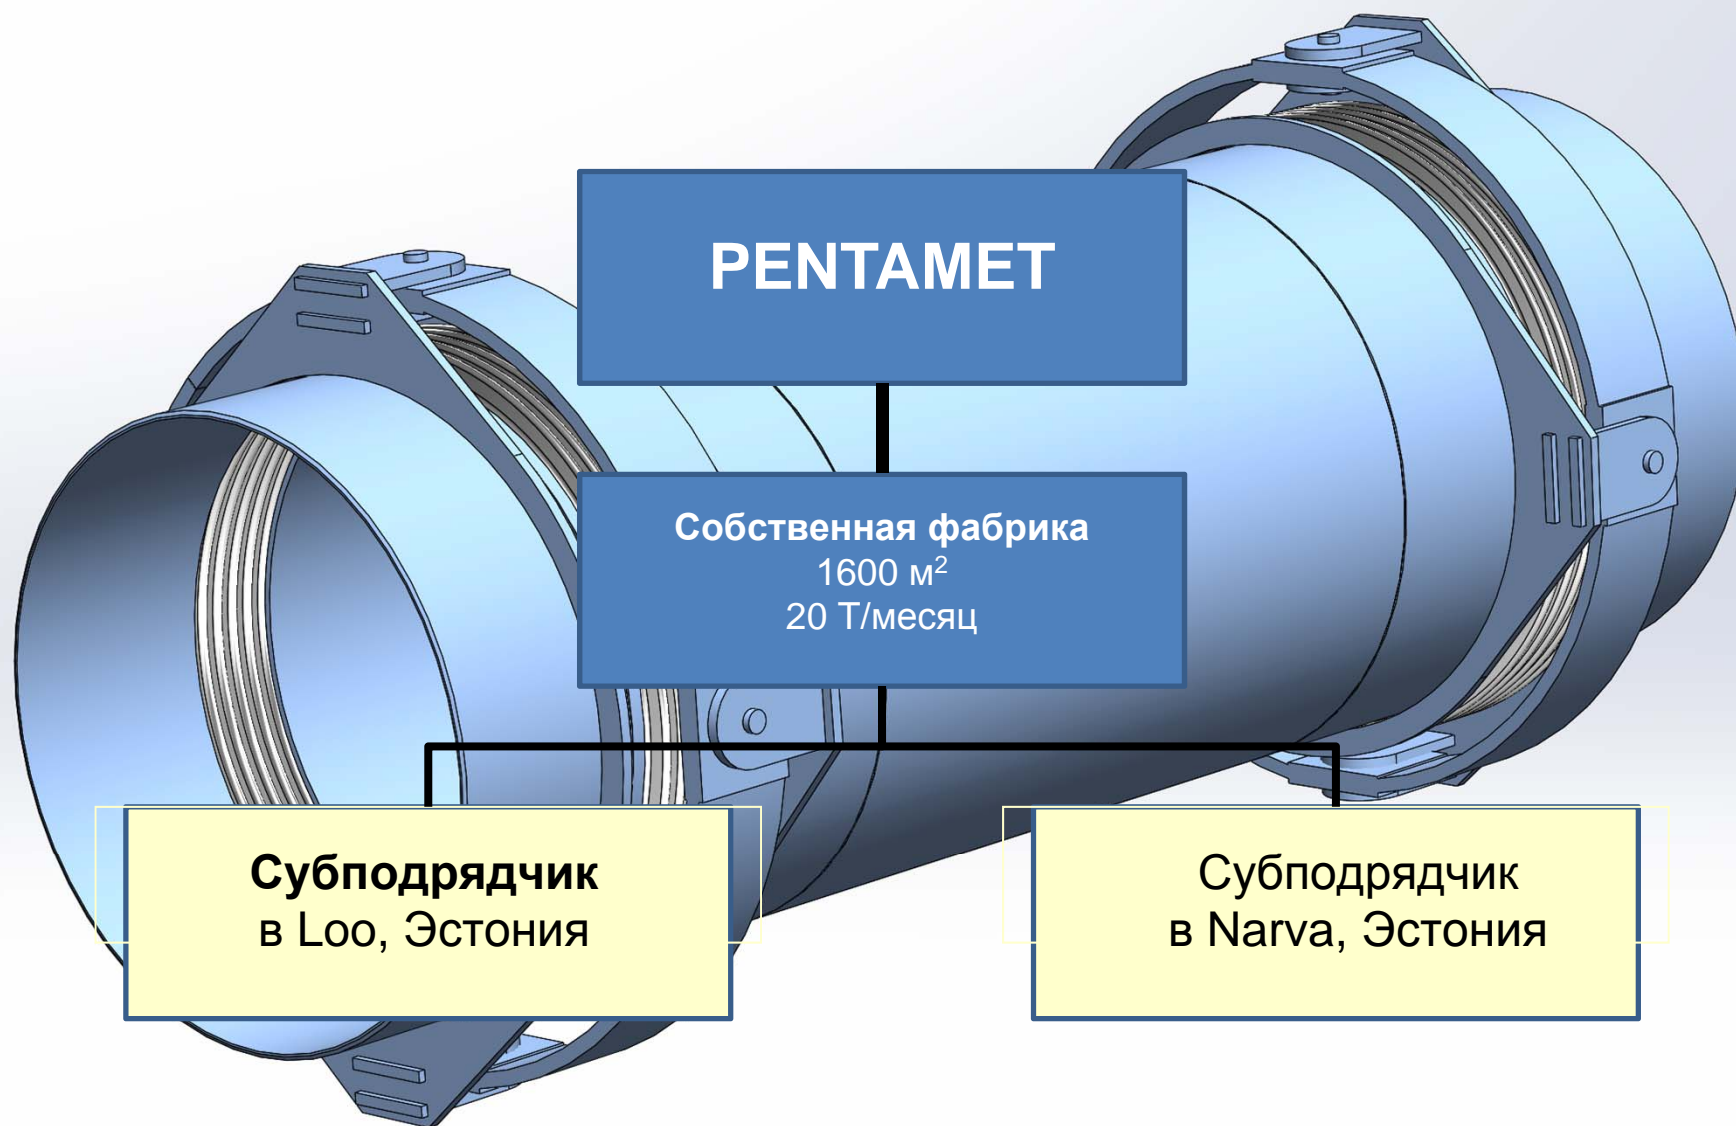 PENTAMET
Собственная фабрика
1600 м²
20 Т/месяц
Субподрядчик
в Loo, Эстония
Субподрядчик
в Narva, Эстония